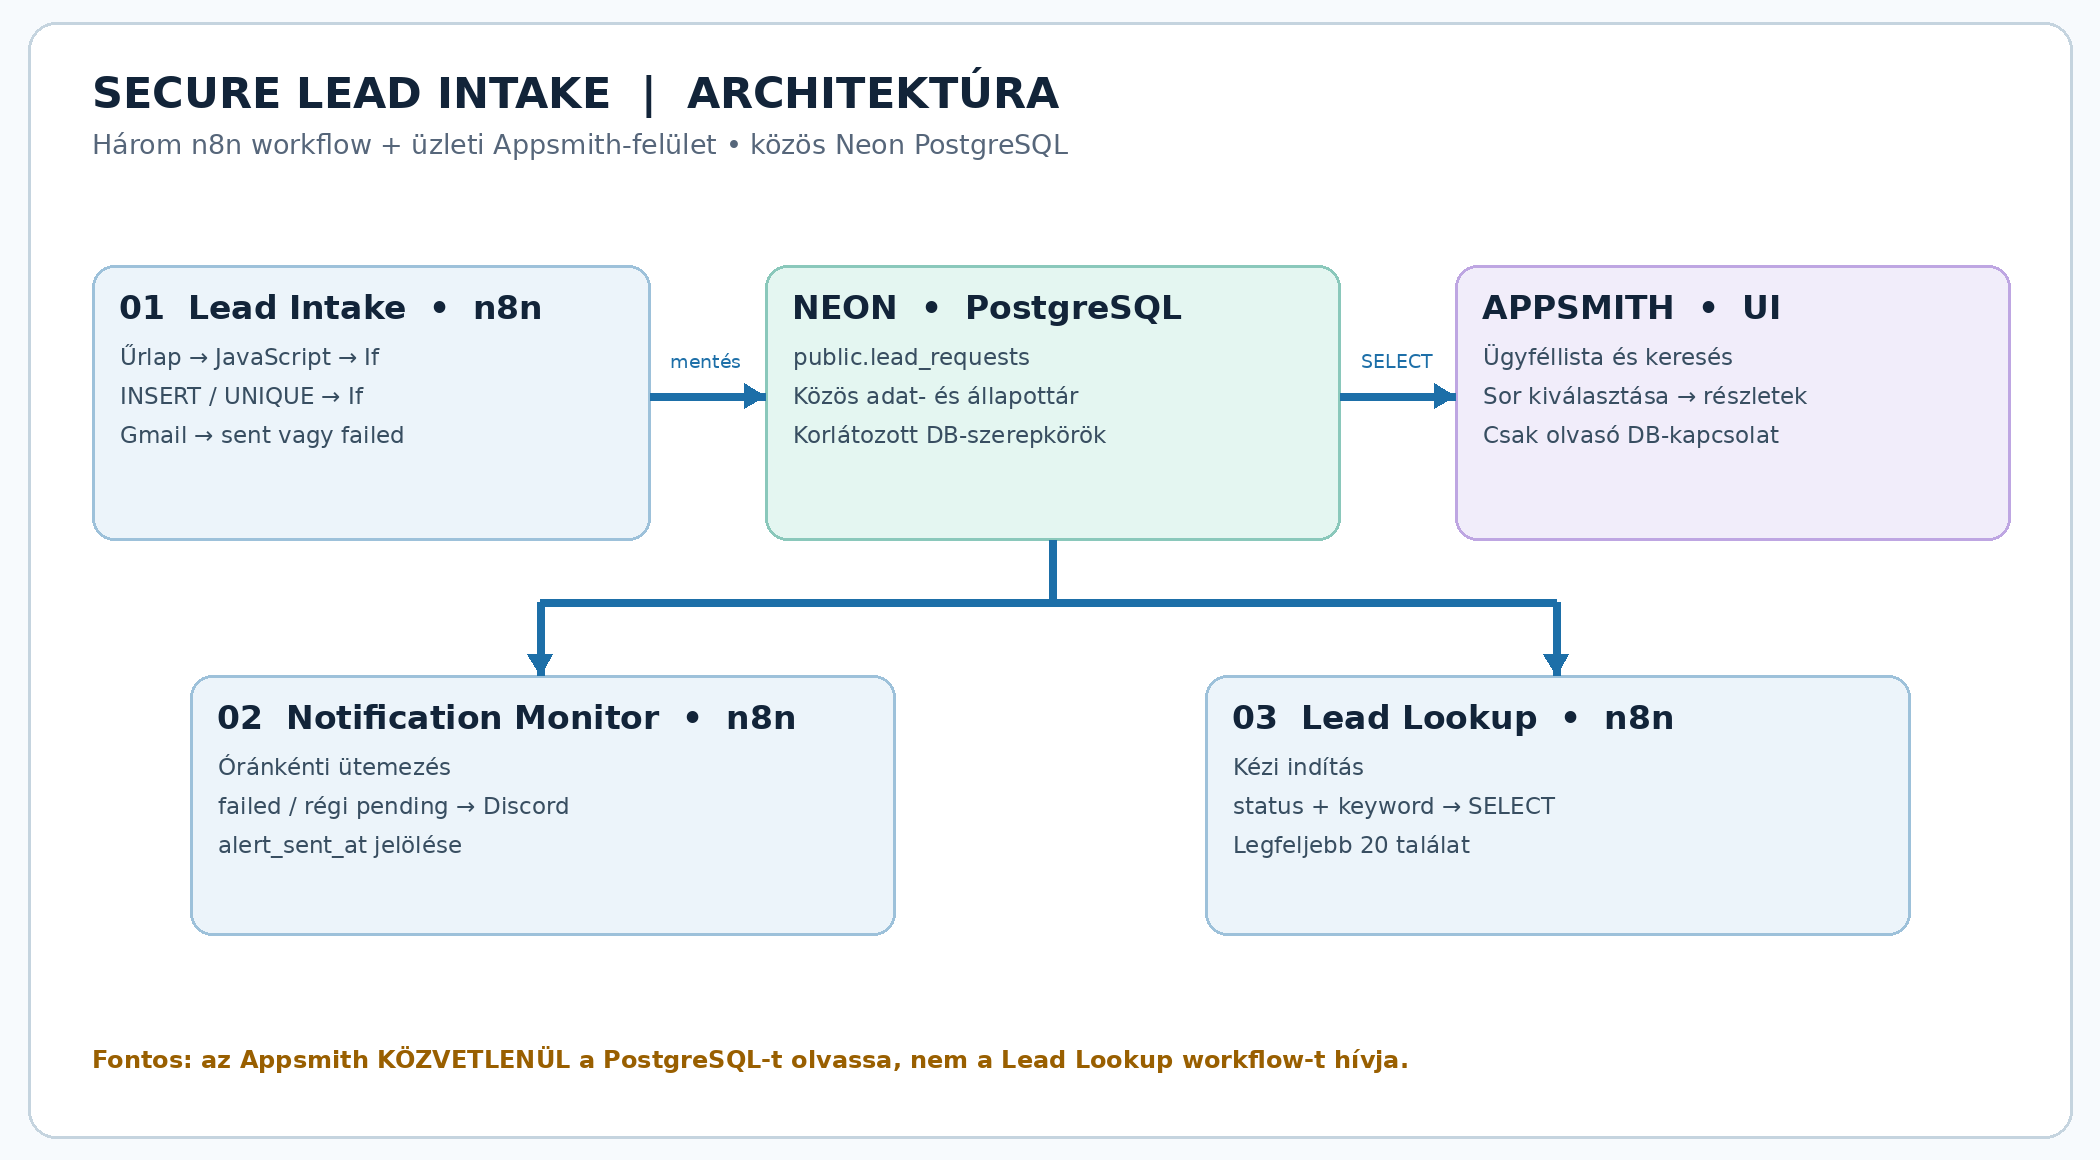 SECURE LEAD INTAKE | ARCHITEKTÚRA
Három n8n workflow + üzleti Appsmith-felület • közös Neon PostgreSQL
01 Lead Intake • n8n
Űrlap → JavaScript → If
INSERT / UNIQUE → If
Gmail → sent vagy failed
mentés
NEON • PostgreSQL
public.lead_requests
Közös adat- és állapottár
Korlátozott DB-szerepkörök
SELECT
APPSMITH • UI
Ügyféllista és keresés
Sor kiválasztása → részletek
Csak olvasó DB-kapcsolat
02 Notification Monitor • n8n
Óránkénti ütemezés
failed / régi pending → Discord
alert_sent_at jelölése
03 Lead Lookup • n8n
Kézi indítás
status + keyword → SELECT
Legfeljebb 20 találat
Fontos: az Appsmith KÖZVETLENÜL a PostgreSQL-t olvassa, nem a Lead Lookup workflow-t hívja.